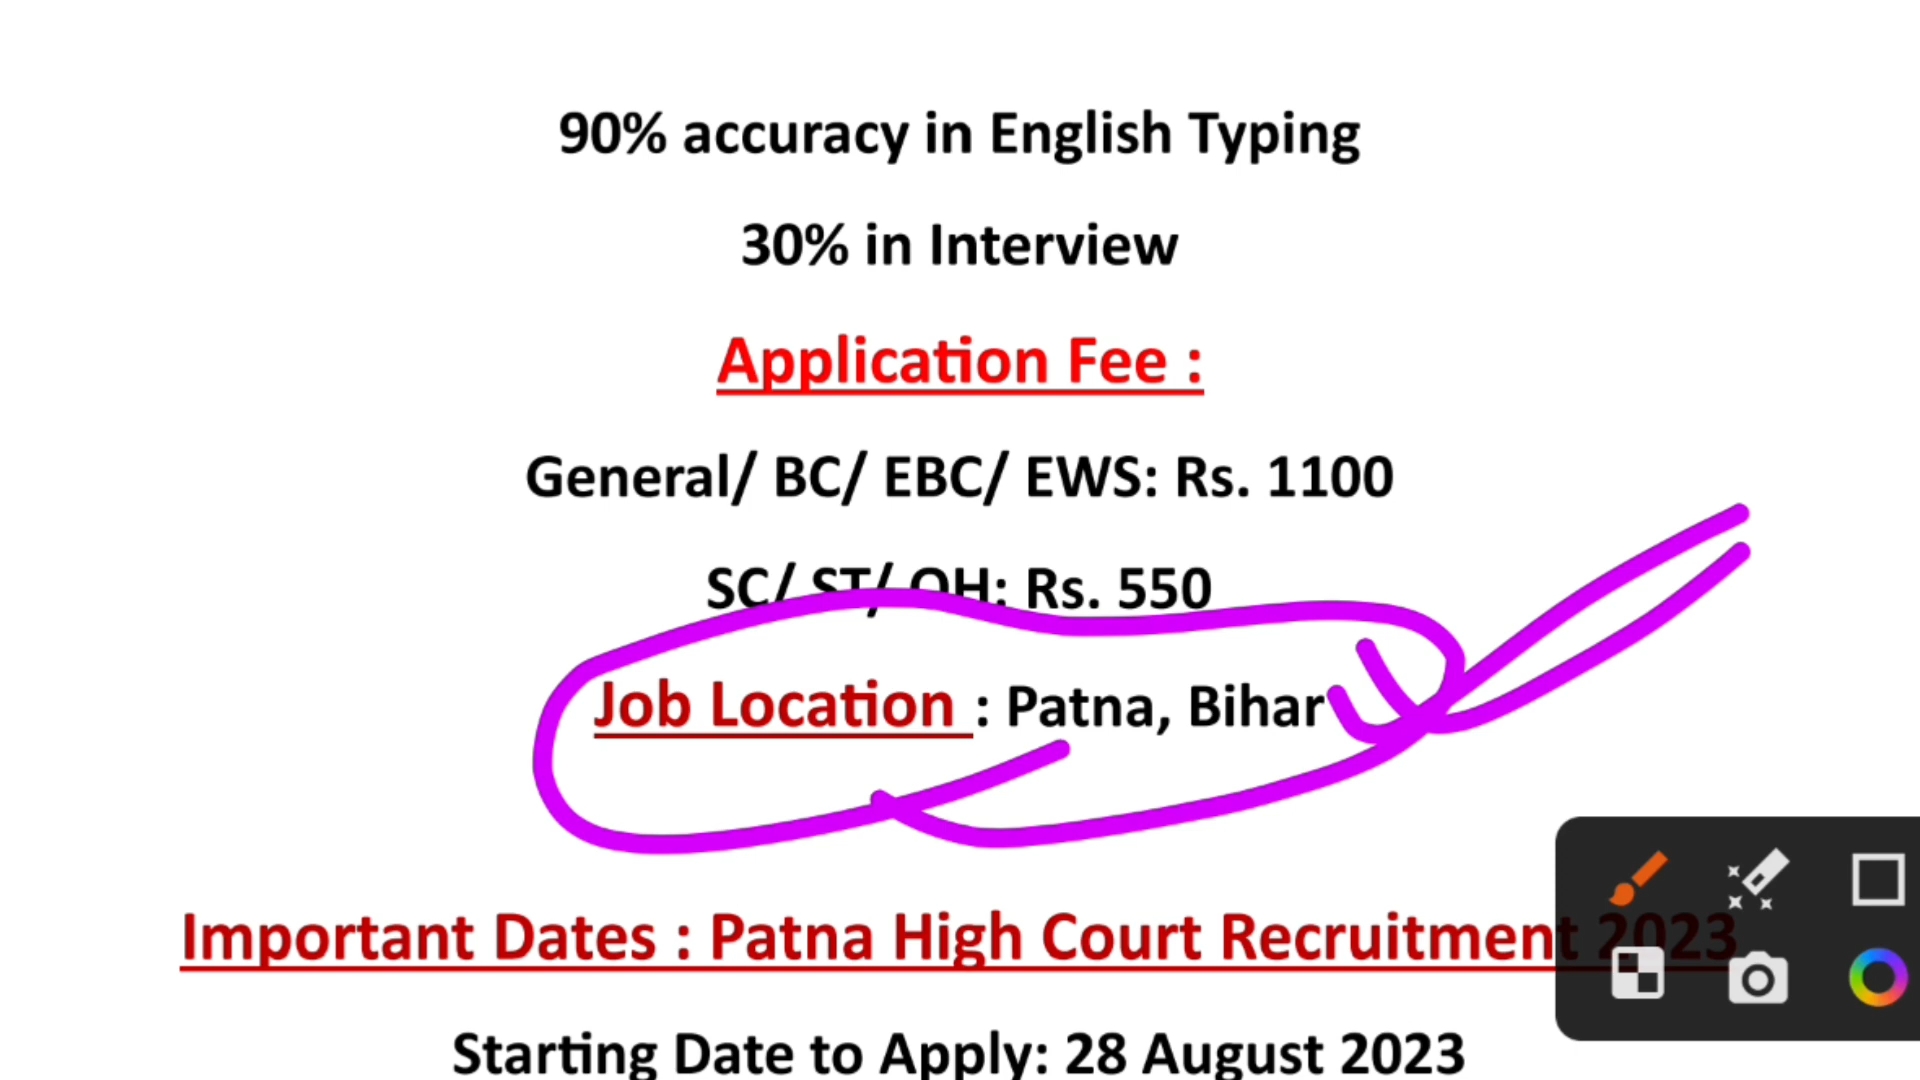 90% accuracy in English Typing
30% in Interview
Application Fee :
General/ BC/ EBC/ EWS: Rs. 1100
SC/ ST/ OH: Rs. 550
Job Location : Patna, Bihar
Important Dates : Patna High Court Recruitment 2023
Starting Date to Apply: 28 August 2023